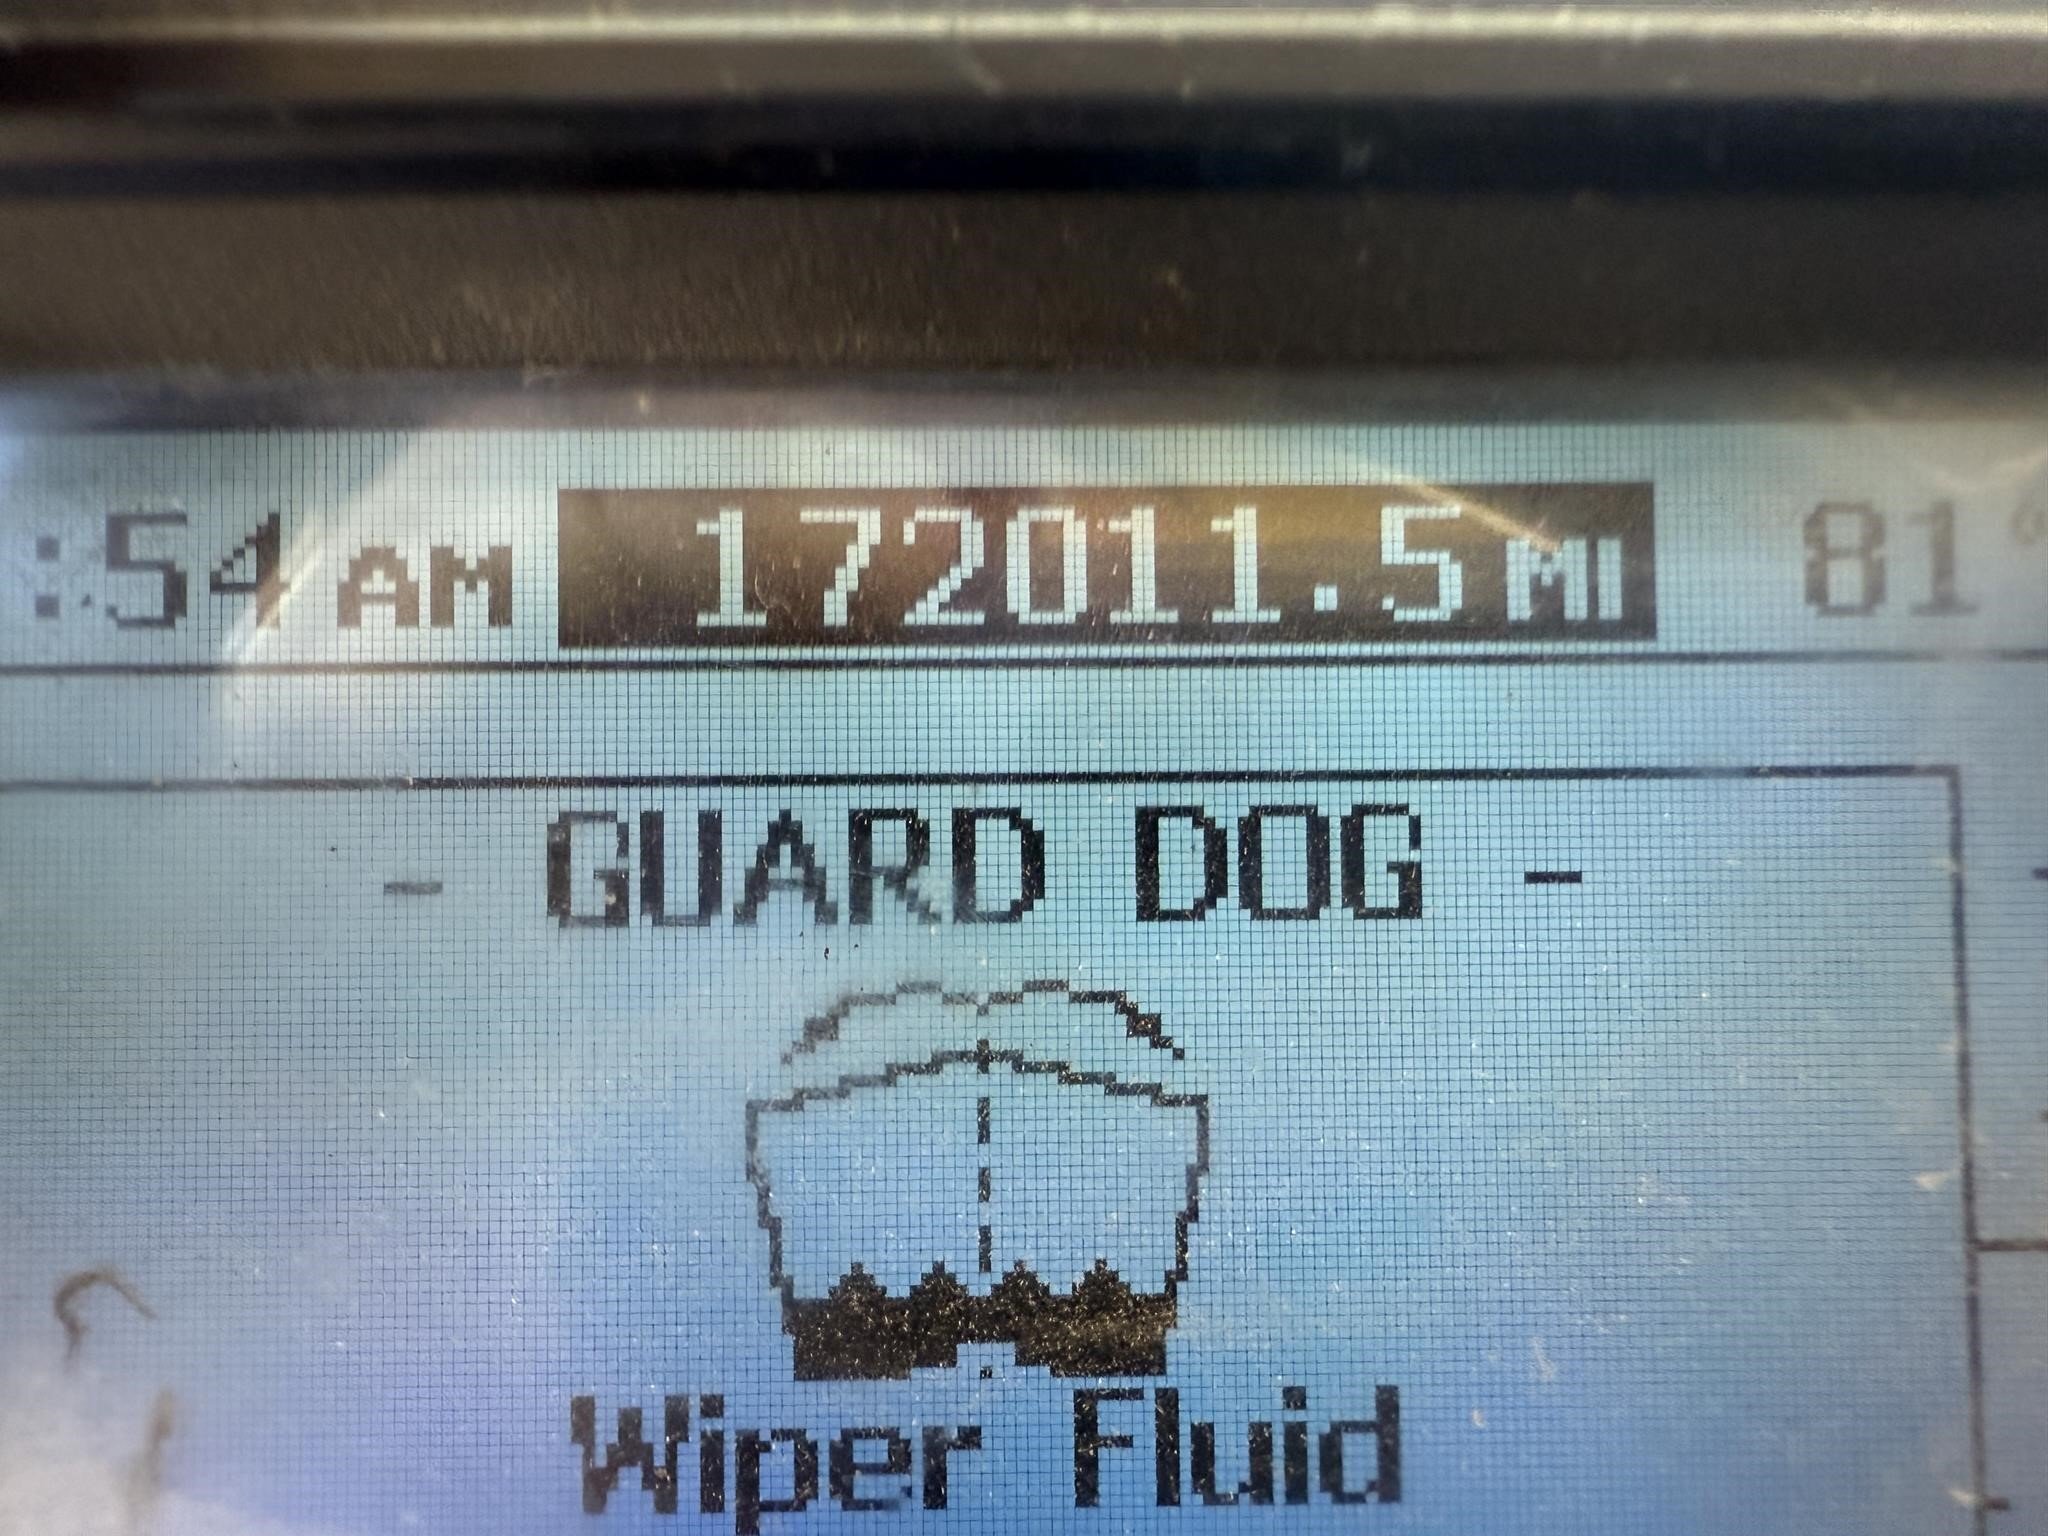 :54 AM 172011.5 MI 81°
- GUARD DOG -
Wiper Fluid